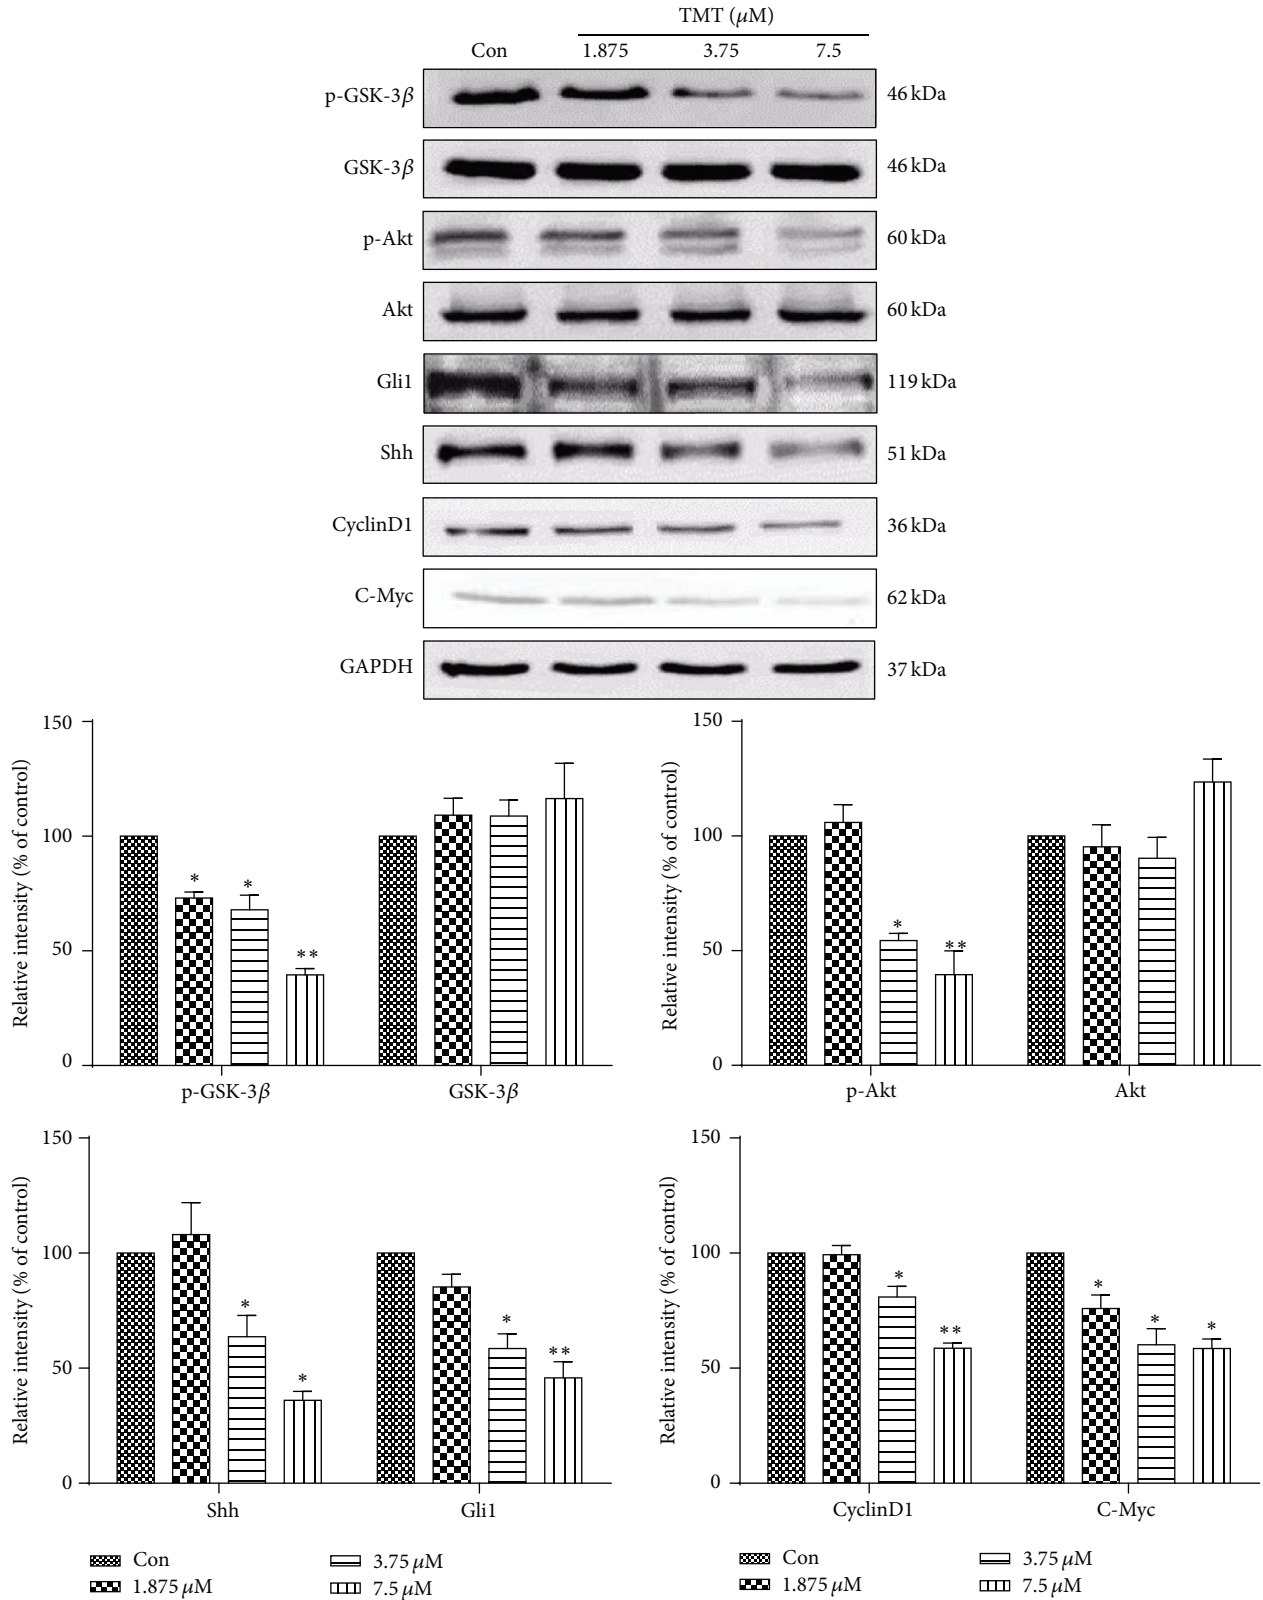 TMT (μM)
Con 1.875 3.75 7.5
p-GSK-3β 46 kDa
GSK-3β 46 kDa
p-Akt 60 kDa
Akt 60 kDa
Gli1 119 kDa
Shh 51 kDa
CyclinD1 36 kDa
C-Myc 62 kDa
GAPDH 37 kDa
Relative intensity (% of control)
150
100
50
0
* * **
p-GSK-3β GSK-3β
Relative intensity (% of control)
150
100
50
0
* **
p-Akt Akt
Relative intensity (% of control)
150
100
50
0
* * * **
Shh Gli1
Con 3.75 μM
1.875 μM 7.5 μM
Relative intensity (% of control)
150
100
50
0
* ** * * *
CyclinD1 C-Myc
Con 3.75 μM
1.875 μM 7.5 μM